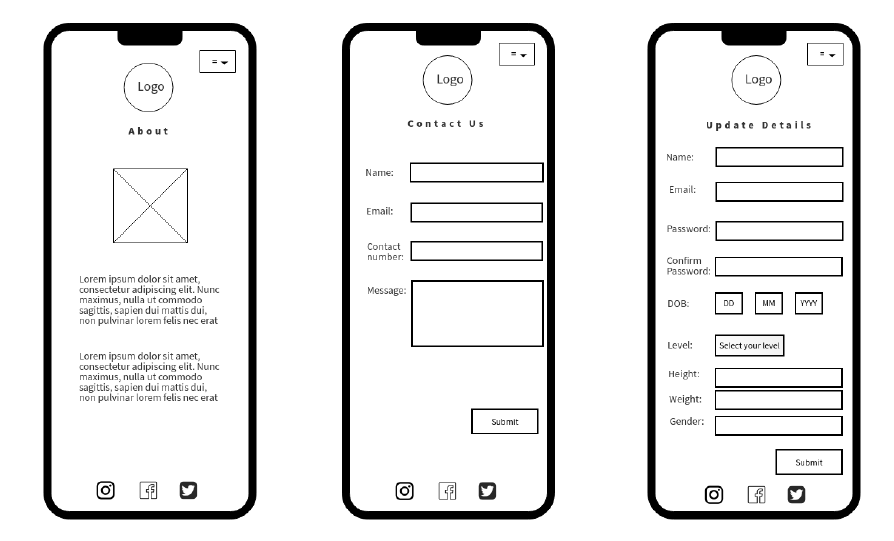 =
Logo
About
Lorem ipsum dolor sit amet,
consectetur adipiscing elit. Nunc
maximus, nulla ut commodo
sagittis, sapien dui mattis dui,
non pulvinar lorem felis nec erat
Lorem ipsum dolor sit amet,
consectetur adipiscing elit. Nunc
maximus, nulla ut commodo
sagittis, sapien dui mattis dui,
non pulvinar lorem felis nec erat
=
Logo
Contact Us
Name:
Email:
Contact
number:
Message:
Submit
=
Logo
Update Details
Name:
Email:
Password:
Confirm
Password:
DOB: DD MM YYYY
Level: Select your level
Height:
Weight:
Gender:
Submit